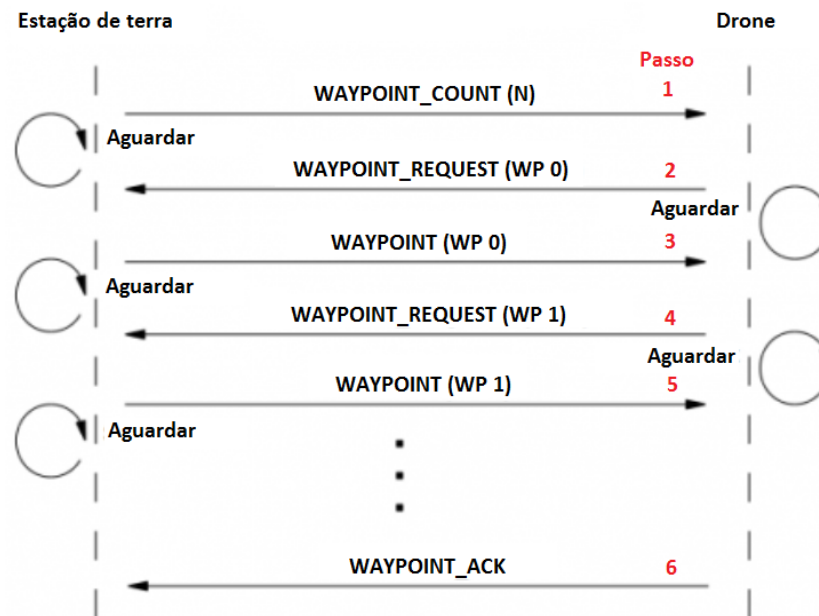 Estação de terra
Drone
Passo
WAYPOINT_COUNT (N)
1
Aguardar
WAYPOINT_REQUEST (WP 0)
2
Aguardar
WAYPOINT (WP 0)
3
Aguardar
WAYPOINT_REQUEST (WP 1)
4
Aguardar
WAYPOINT (WP 1)
5
Aguardar
WAYPOINT_ACK
6